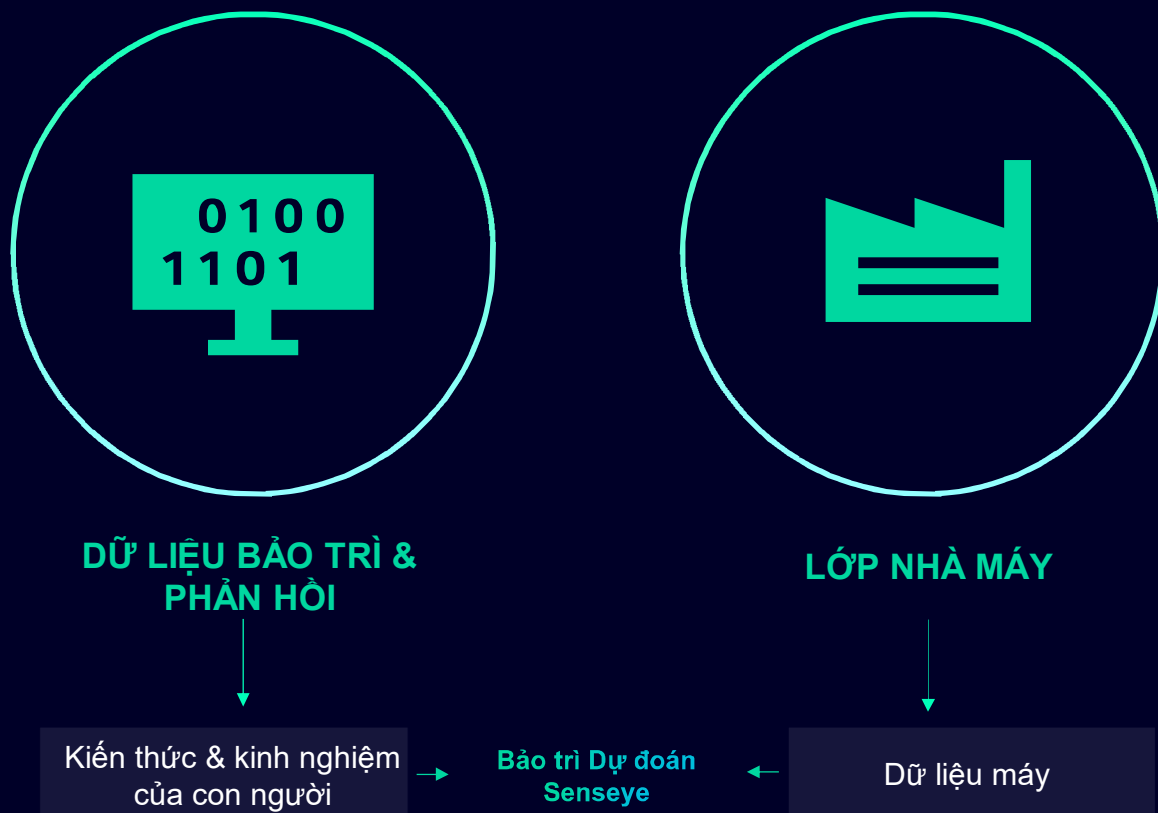 0100
1101
DỮ LIỆU BẢO TRÌ &
PHẢN HỒI
LỚP NHÀ MÁY
Kiến thức & kinh nghiệm
của con người
Bảo trì Dự đoán
Senseye
Dữ liệu máy